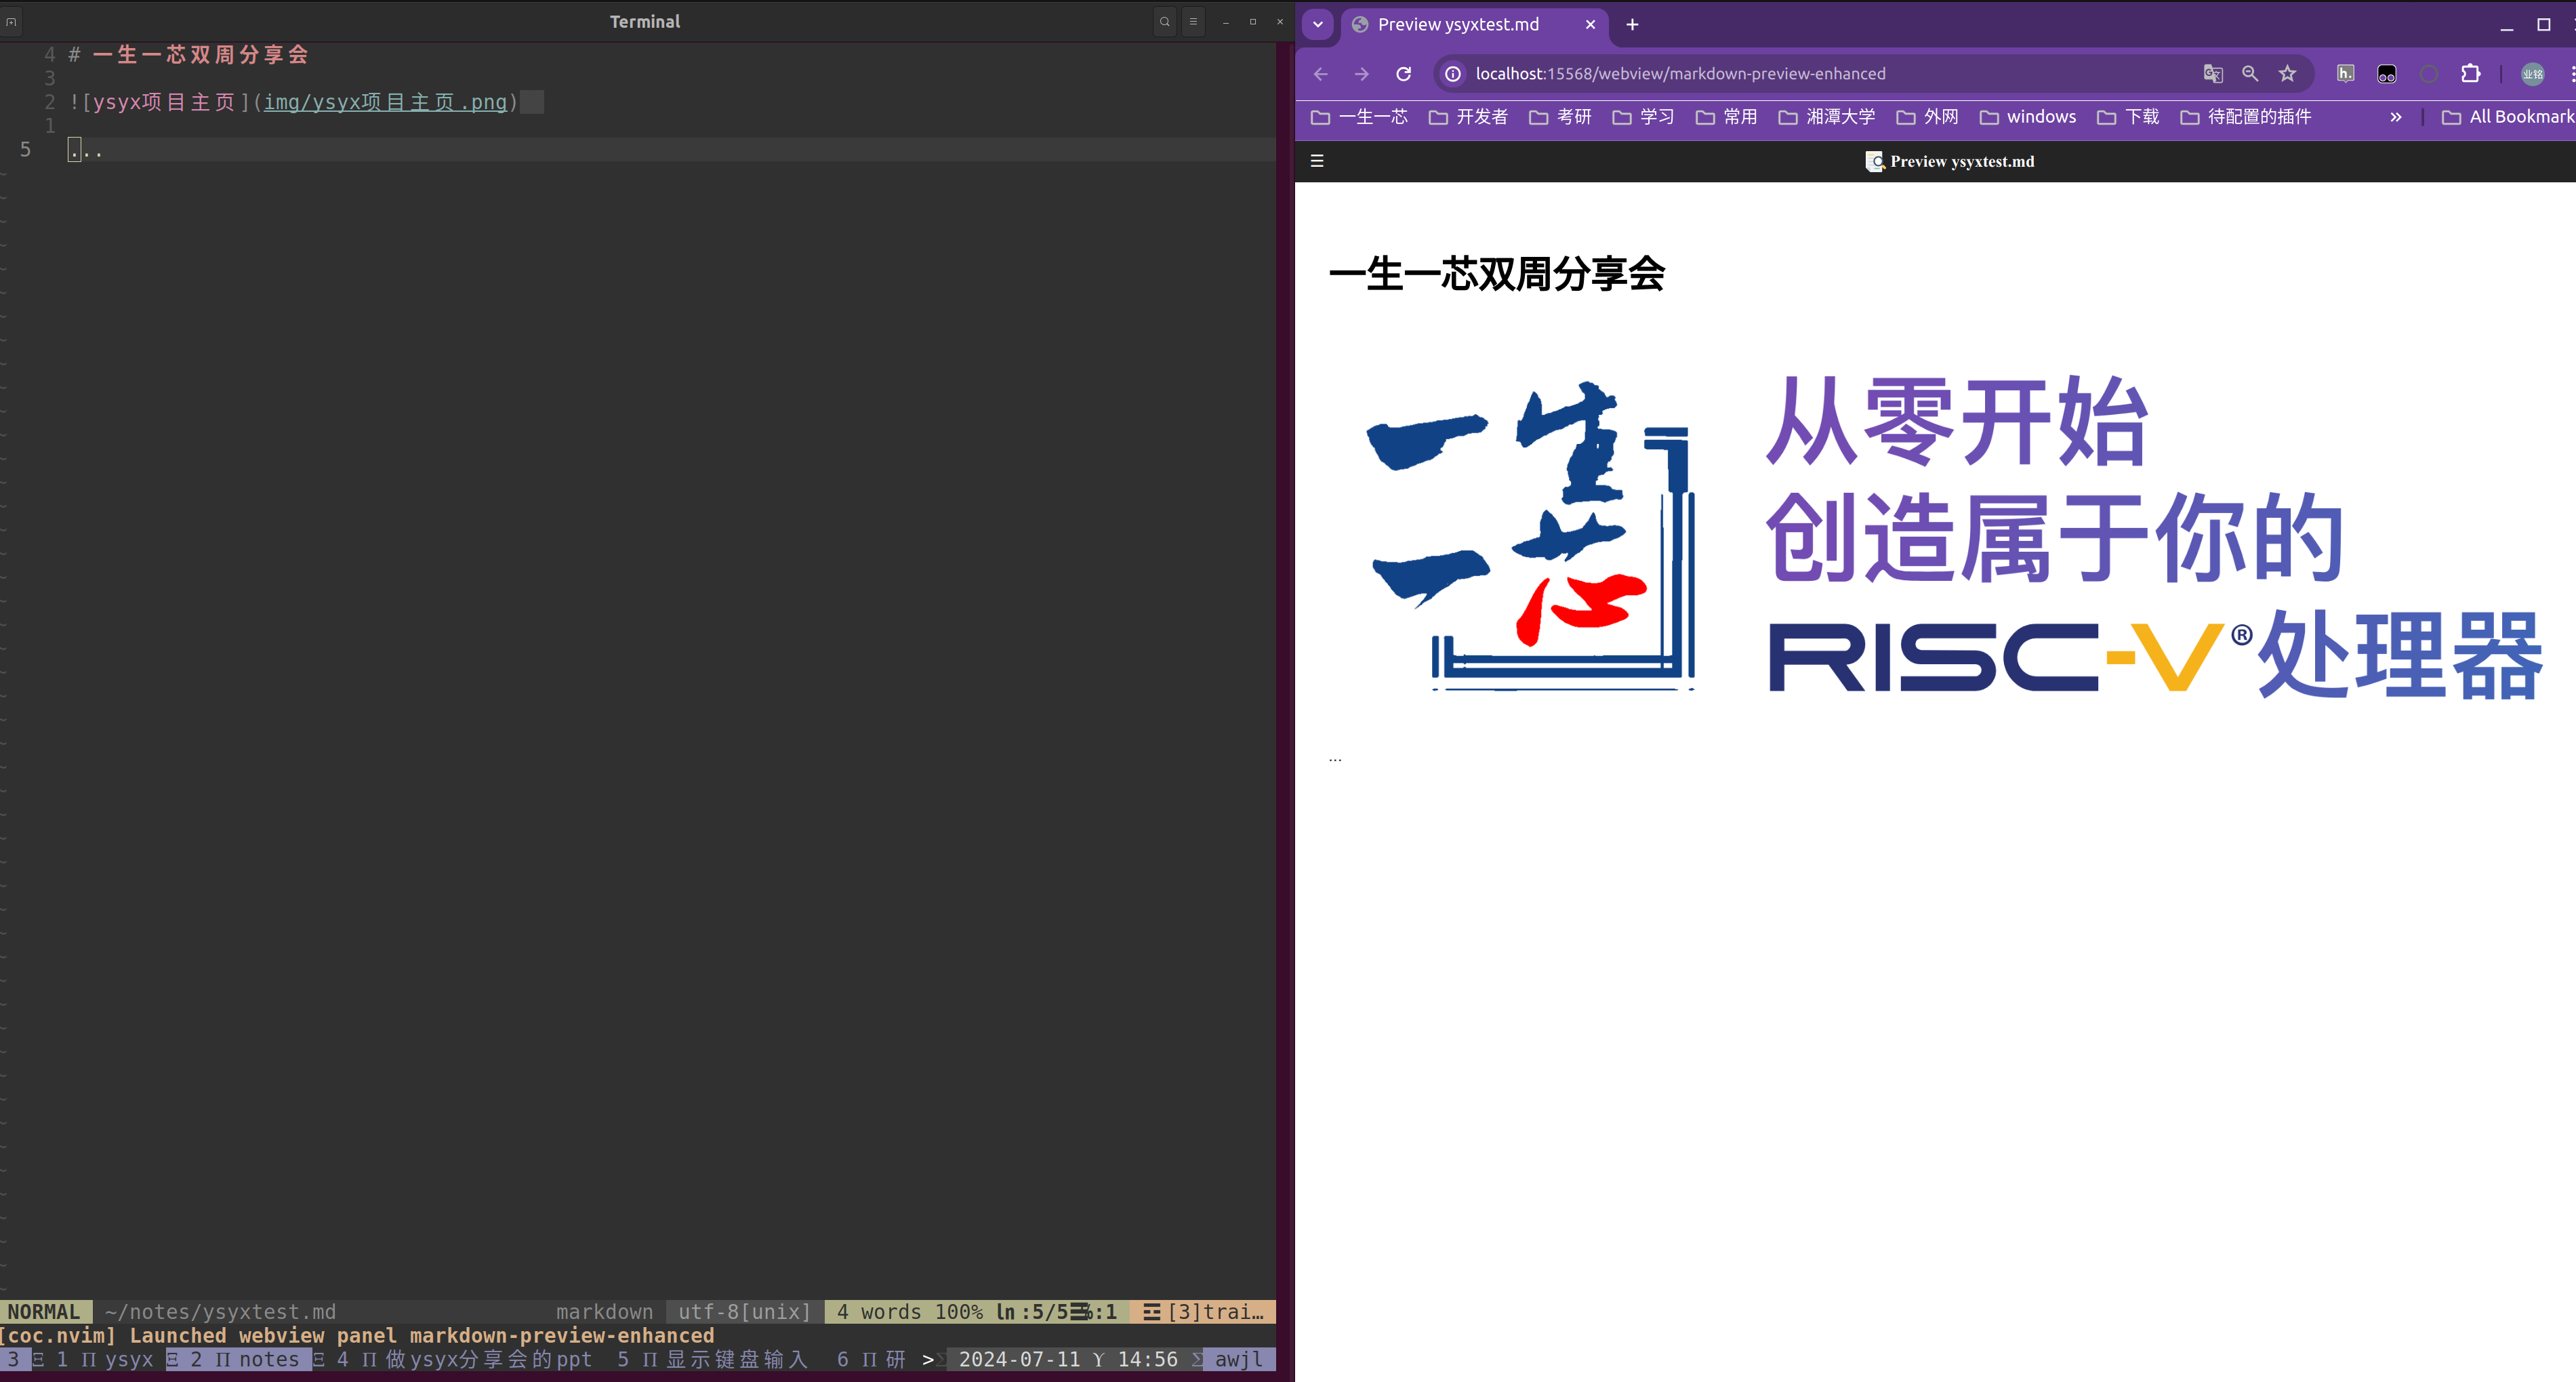 Terminal
4 # 一生一芯双周分享会
3
2 ![ysyx项目主页](img/ysyx项目主页.png)
1
5 ...
NORMAL ~/notes/ysyxtest.md markdown utf-8[unix] 4 words 100% ln :5/5☰%:1 ☲ [3]trai…
[coc.nvim] Launched webview panel markdown-preview-enhanced
3 Ξ 1 Π ysyx Ξ 2 Π notes Ξ 4 Π 做ysyx分享会的ppt 5 Π 显示键盘输入 6 Π 研 > 2024-07-11 ϒ 14:56 Σ awjl
Preview ysyxtest.md
localhost:15568/webview/markdown-preview-enhanced
h.
业铭
一生一芯 开发者 考研 学习 常用 湘潭大学 外网 windows 下载 待配置的插件 » All Bookmark
Preview ysyxtest.md
一生一芯双周分享会
一生
一芯
从零开始
创造属于你的
RISC-V®处理器
...